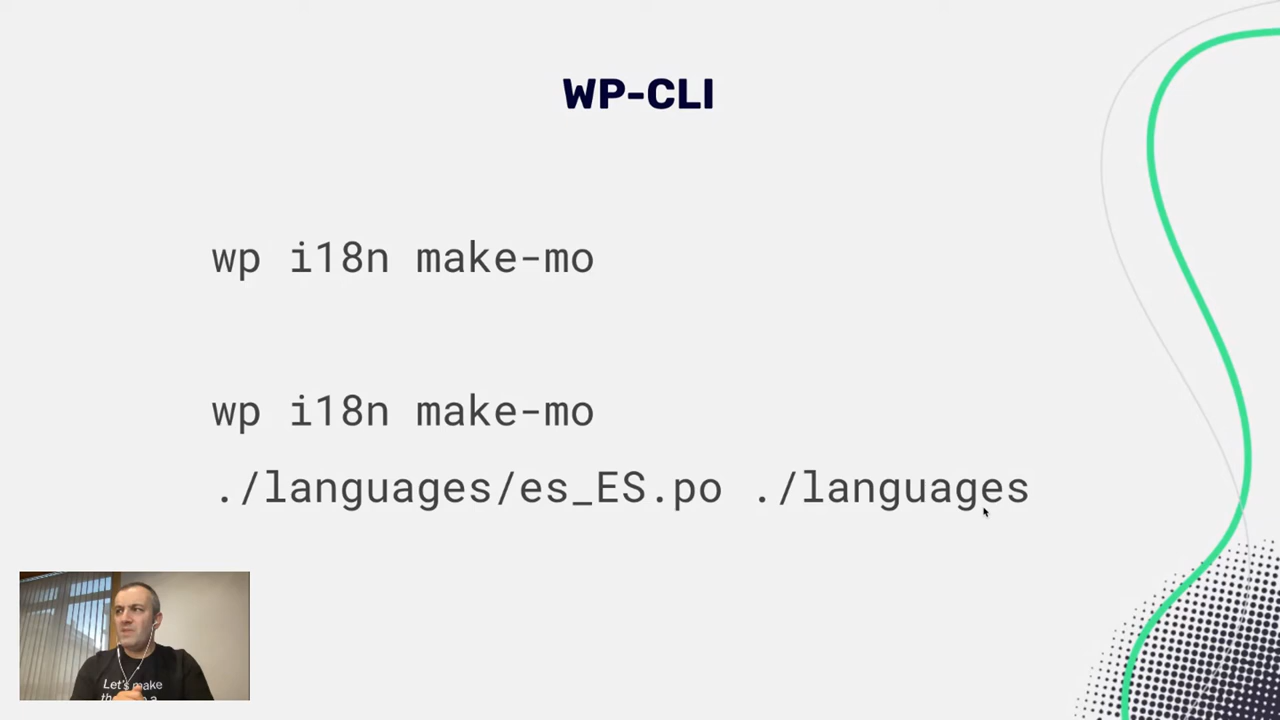 WP-CLI
wp i18n make-mo
wp i18n make-mo
./languages/es_ES.po ./languages
Let's make